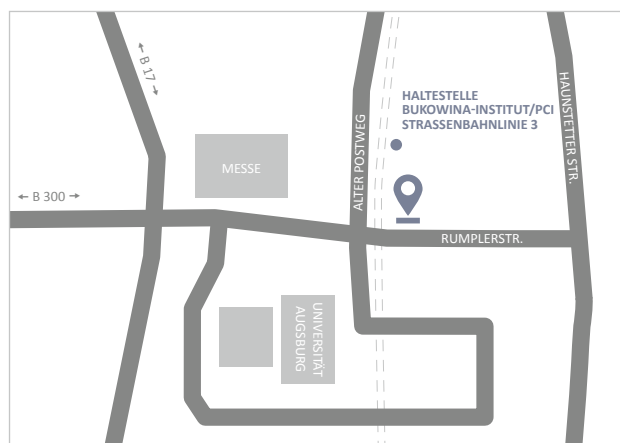 B 17
HALTESTELLE
BUKOWINA-INSTITUT/PCI
STRASSENBAHNLINIE 3
HAUNSTETTER STR.
ALTER POSTWEG
MESSE
← B 300 →
RUMPLERSTR.
UNIVERSITÄT
AUGSBURG